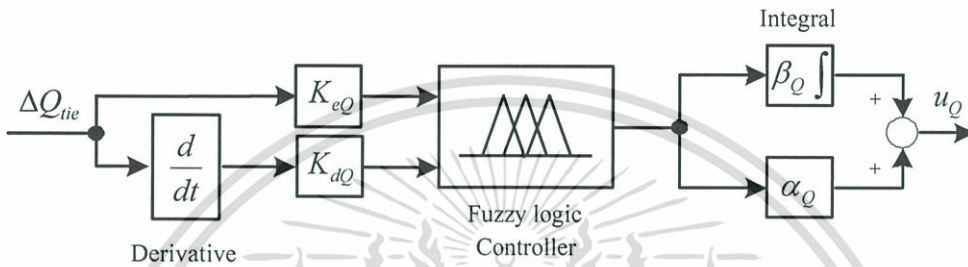 Integral
ΔQ_tie
K_eQ
β_Q ∫
+
u_Q
d/dt
K_dQ
+
α_Q
Fuzzy logic
Controller
Derivative